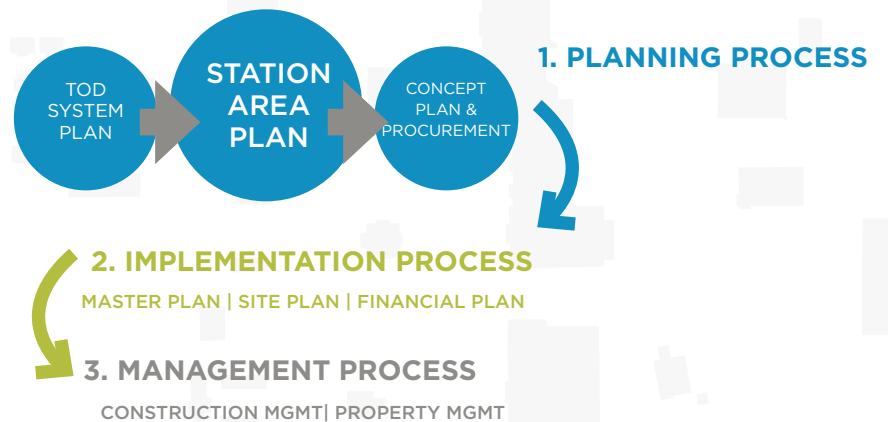 1. PLANNING PROCESS
TOD
SYSTEM
PLAN
STATION
AREA
PLAN
CONCEPT
PLAN &
PROCUREMENT
2. IMPLEMENTATION PROCESS
MASTER PLAN | SITE PLAN | FINANCIAL PLAN
3. MANAGEMENT PROCESS
CONSTRUCTION MGMT| PROPERTY MGMT